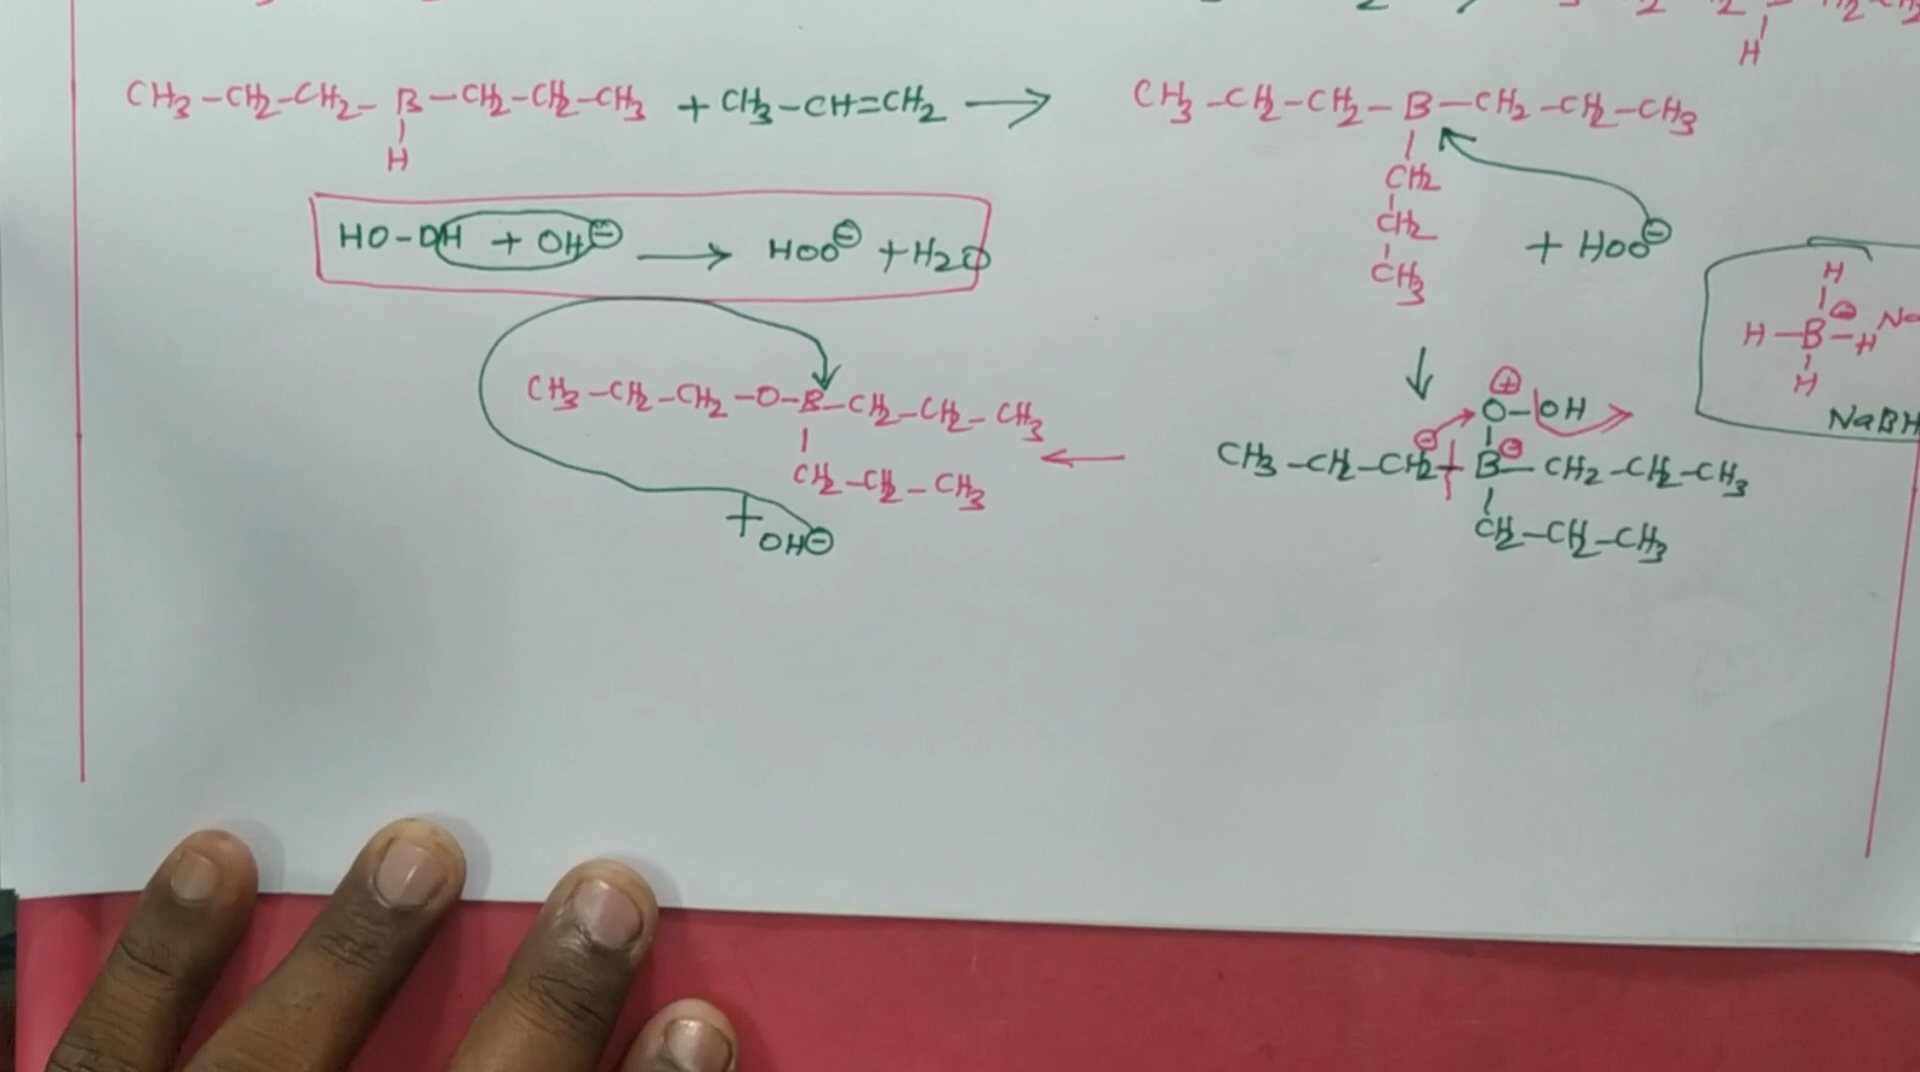 H
CH3-CH2-CH2-B-CH2-CH2-CH3 + CH3-CH=CH2 → CH3-CH2-CH2-B-CH2-CH2-CH3
H
CH2
CH2
CH3
HO-OH + OH⊖ → HOO⊖ + H2O
+ HOO⊖
H
H-B⊖-H Na
H
NaBH
CH3-CH2-CH2-O-B-CH2-CH2-CH3
CH2-CH2-CH3
+ OH⊖
⊕
O-OH
CH3-CH2-CH2⊖-B⊖-CH2-CH2-CH3
CH2-CH2-CH3